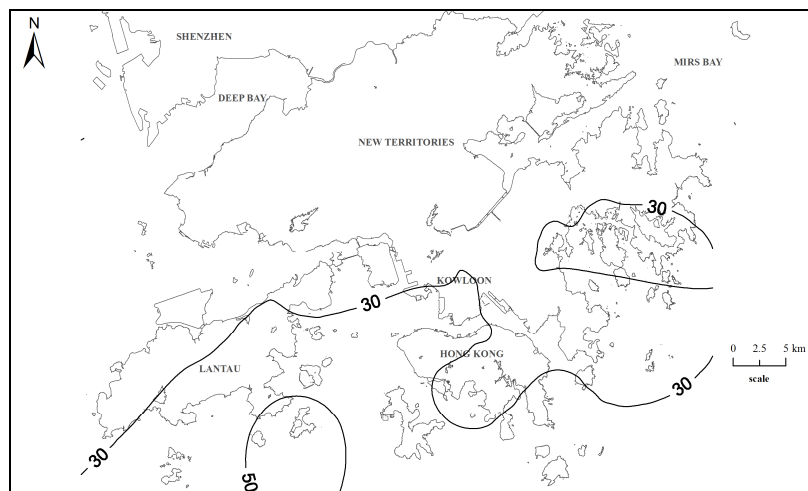 N
SHENZHEN
MIRS BAY
DEEP BAY
NEW TERRITORIES
30
KOWLOON
30
HONG KONG
0 2.5 5 km
scale
LANTAU
30
30
50